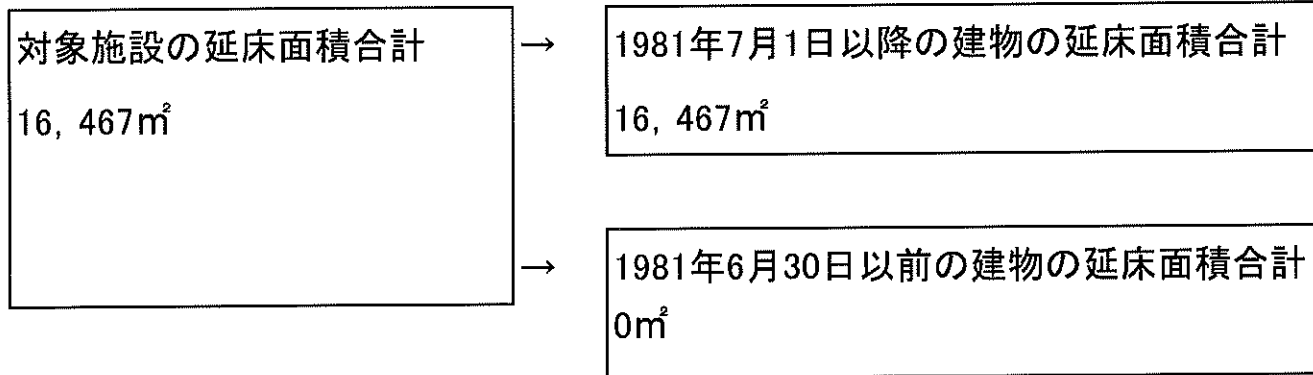 対象施設の延床面積合計
16, 467㎡
→
1981年7月1日以降の建物の延床面積合計
16, 467㎡
→
1981年6月30日以前の建物の延床面積合計
0㎡